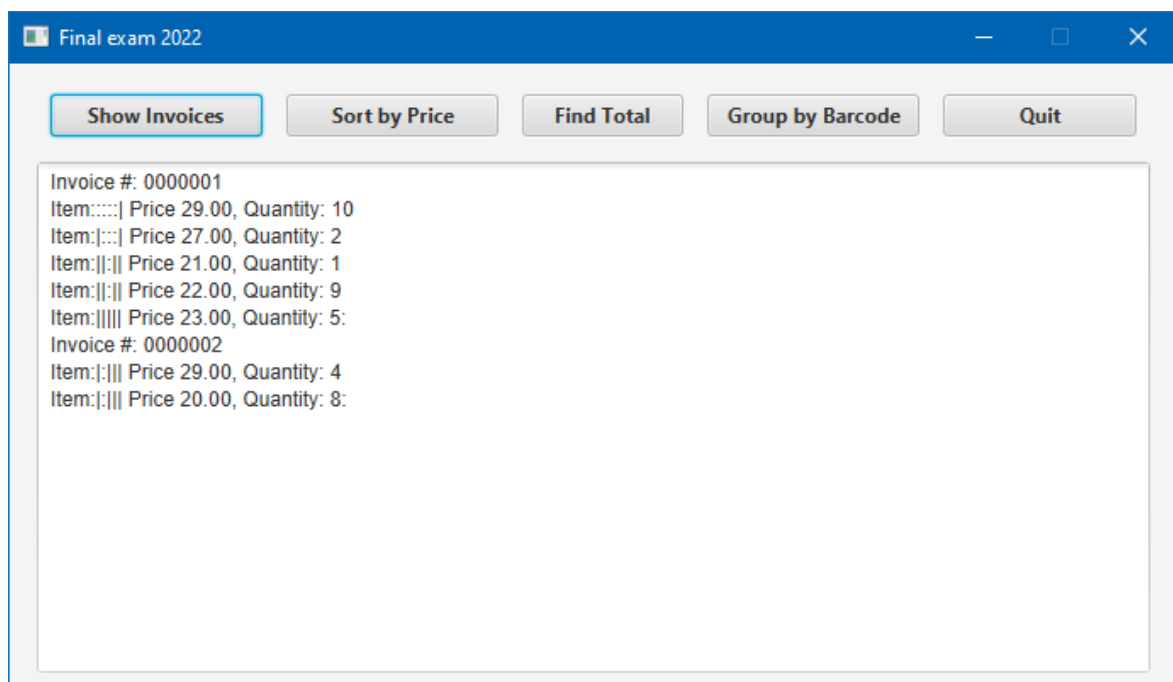 Final exam 2022
Show Invoices Sort by Price Find Total Group by Barcode Quit
Invoice #: 0000001
Item:::::| Price 29.00, Quantity: 10
Item:|:::| Price 27.00, Quantity: 2
Item:||:|| Price 21.00, Quantity: 1
Item:||:|| Price 22.00, Quantity: 9
Item:||||| Price 23.00, Quantity: 5:
Invoice #: 0000002
Item:|:||| Price 29.00, Quantity: 4
Item:|:||| Price 20.00, Quantity: 8: